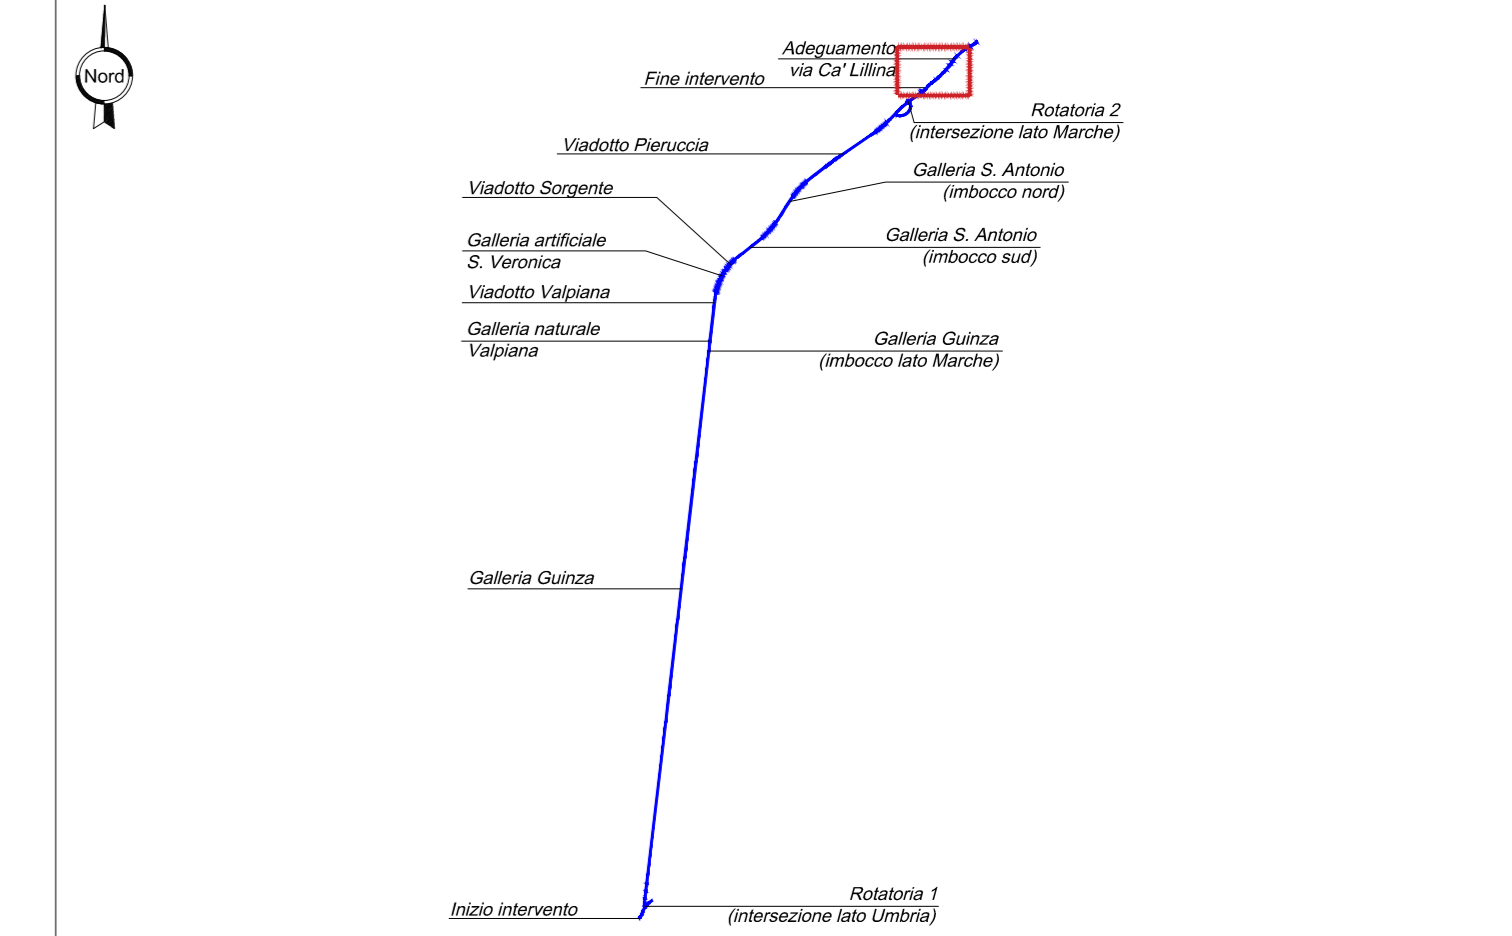 Nord
Adeguamento
via Ca' Lillina
Fine intervento
Rotatoria 2
(intersezione lato Marche)
Viadotto Pieruccia
Galleria S. Antonio
(imbocco nord)
Viadotto Sorgente
Galleria S. Antonio
(imbocco sud)
Galleria artificiale
S. Veronica
Viadotto Valpiana
Galleria naturale
Valpiana
Galleria Guinza
(imbocco lato Marche)
Galleria Guinza
Rotatoria 1
(intersezione lato Umbria)
Inizio intervento